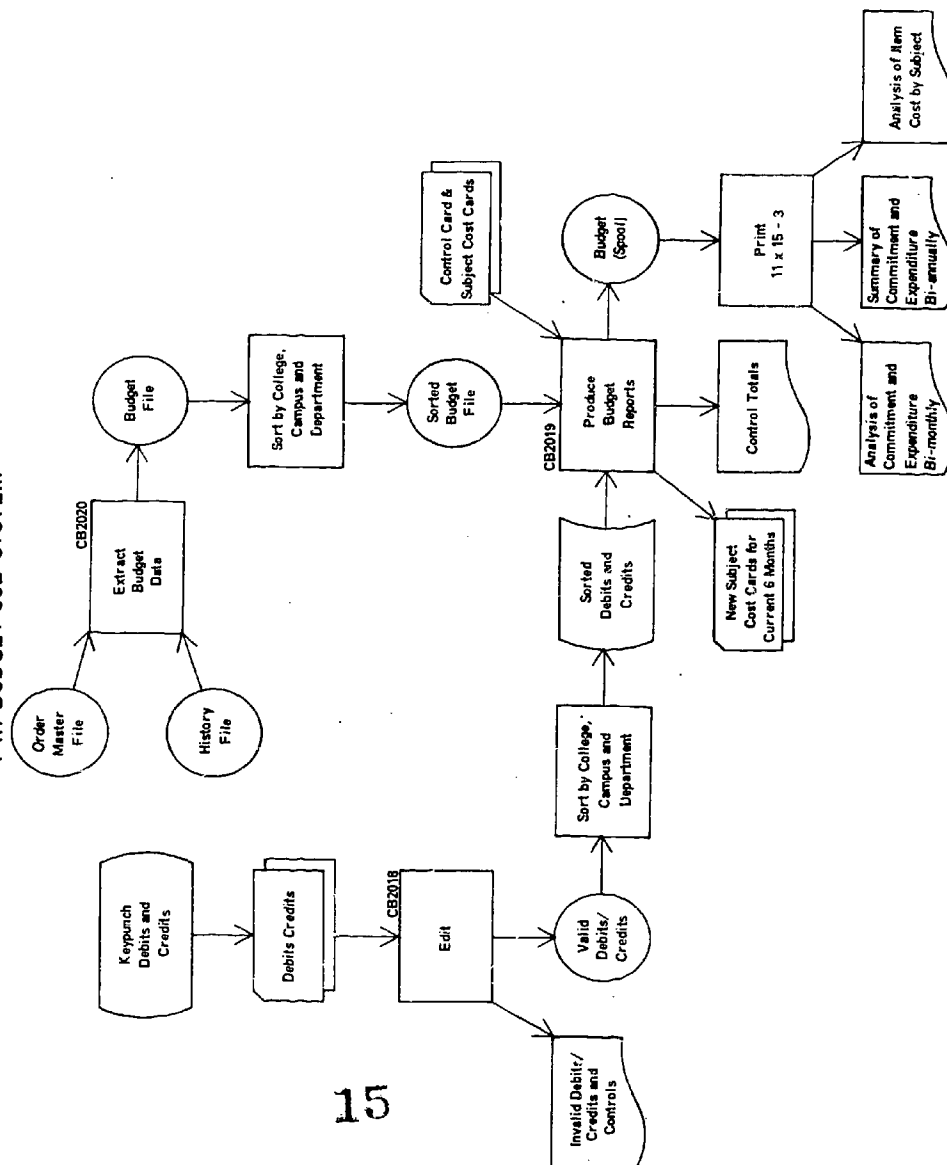 Order
Master
File
History
File
CB2020
Extract
Budget
Data
Budget
File
Sort by College,
Campus and
Department
Sorted
Budget
File
Control Card &
Subject Cost Cards
Keypunch
Debits and
Credits
Debits Credits
CB2018
Edit
Invalid Debits/
Credits and
Controls
Valid
Debits/
Credits
Sort by College,
Campus and
Department
Sorted
Debits and
Credits
CB2019
Produce
Budget
Reports
New Subject
Cost Cards for
Current 6 Months
Control Totals
Budget
(Spool)
Print
11 x 15 - 3
Analysis of
Commitment and
Expenditure
Bi-monthly
Summary of
Commitment and
Expenditure
Bi-annually
Analysis of Item
Cost by Subject
15